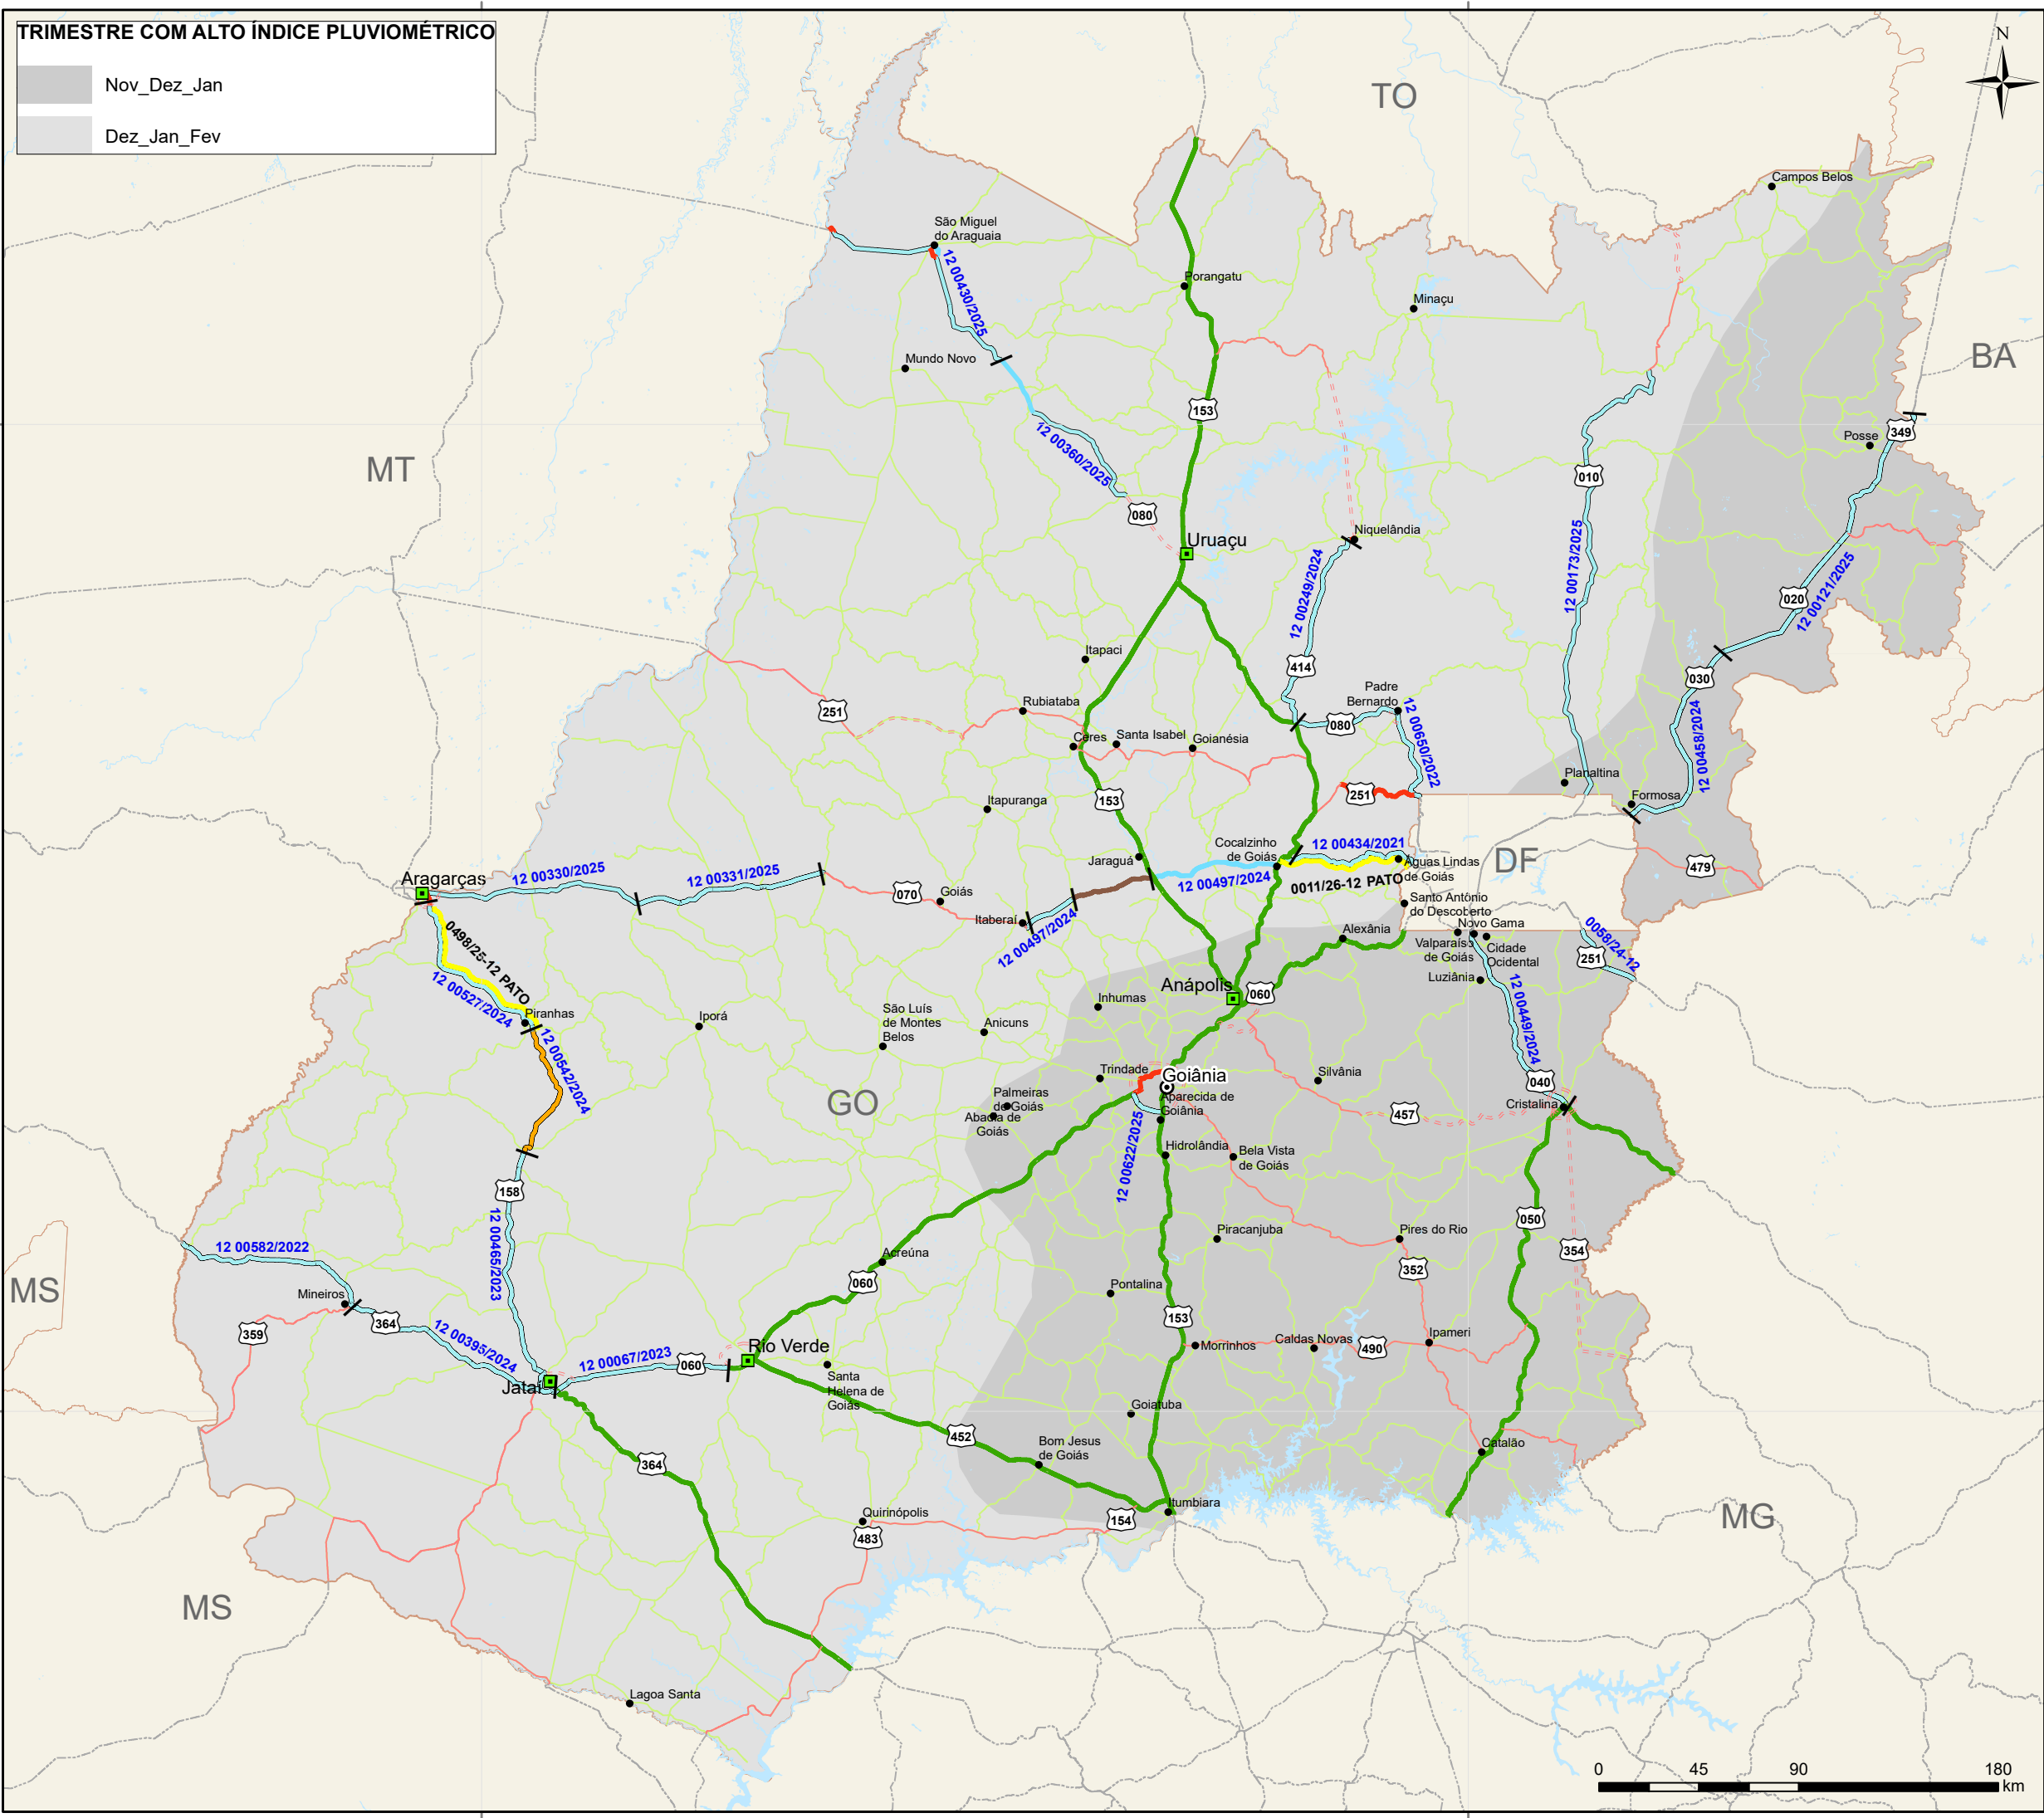 TRIMESTRE COM ALTO ÍNDICE PLUVIOMÉTRICO
Nov_Dez_Jan
Dez_Jan_Fev
N
TO
BA
MT
Campos Belos
São Miguel
do Araguaia
12 00430/2025
Porangatu
Minaçu
Mundo Novo
153
349
Posse
12 00360/2025
080
010
Uruaçu
Niquelândia
12 00249/2024
12 00173/2025
020
12 00121/2025
Itapaci
414
030
Padre
Bernardo
Rubiataba
251
080
12 00650/2022
12 00458/2024
Ceres
Santa Isabel
Goianésia
Planaltina
Formosa
Itapuranga
153
251
Cocalzinho
de Goiás
12 00434/2021
Jaraguá
Águas Lindas
de Goiás
DF
479
Aragarças
12 00330/2025
12 00331/2025
070
Goiás
12 00497/2024
0011/26-12 PATO
Itaberaí
12 00497/2024
Santo Antônio
do Descoberto
Novo Gama
Alexânia
Valparaíso
de Goiás
Cidade
Ocidental
0058/24-12
251
0498/25-12 PATO
12 00527/2024
Luziânia
Anápolis
060
12 00449/2024
Inhumas
Piranhas
Iporá
São Luís
de Montes
Belos
Anicuns
12 00542/2024
Trindade
Goiânia
Silvânia
040
GO
Palmeiras
de Goiás
Abadia de
Goiás
Aparecida de
Goiânia
457
Cristalina
12 00622/2025
Hidrolândia
Bela Vista
de Goiás
158
12 00465/2023
050
Piracanjuba
Pires do Rio
354
12 00582/2022
Acreúna
352
MS
060
Mineiros
Pontalina
364
359
153
12 00395/2024
12 00067/2023
060
Rio Verde
Morrinhos
Caldas Novas
490
Ipameri
Jataí
Santa
Helena de
Goiás
Goiatuba
452
Bom Jesus
de Goiás
Catalão
364
Quirinópolis
Itumbiara
154
483
MG
MS
Lagoa Santa
0
45
90
180
km